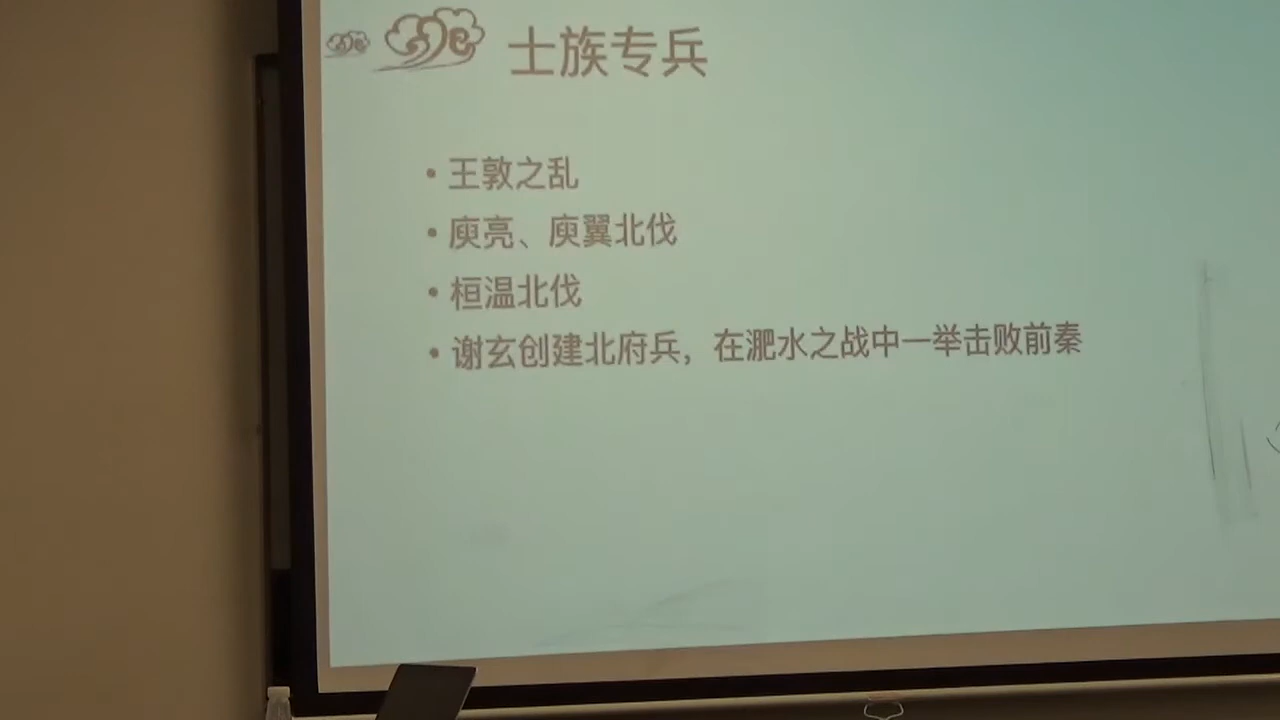 士族专兵
• 王敦之乱
• 庾亮、庾翼北伐
• 桓温北伐
• 谢玄创建北府兵，在淝水之战中一举击败前秦